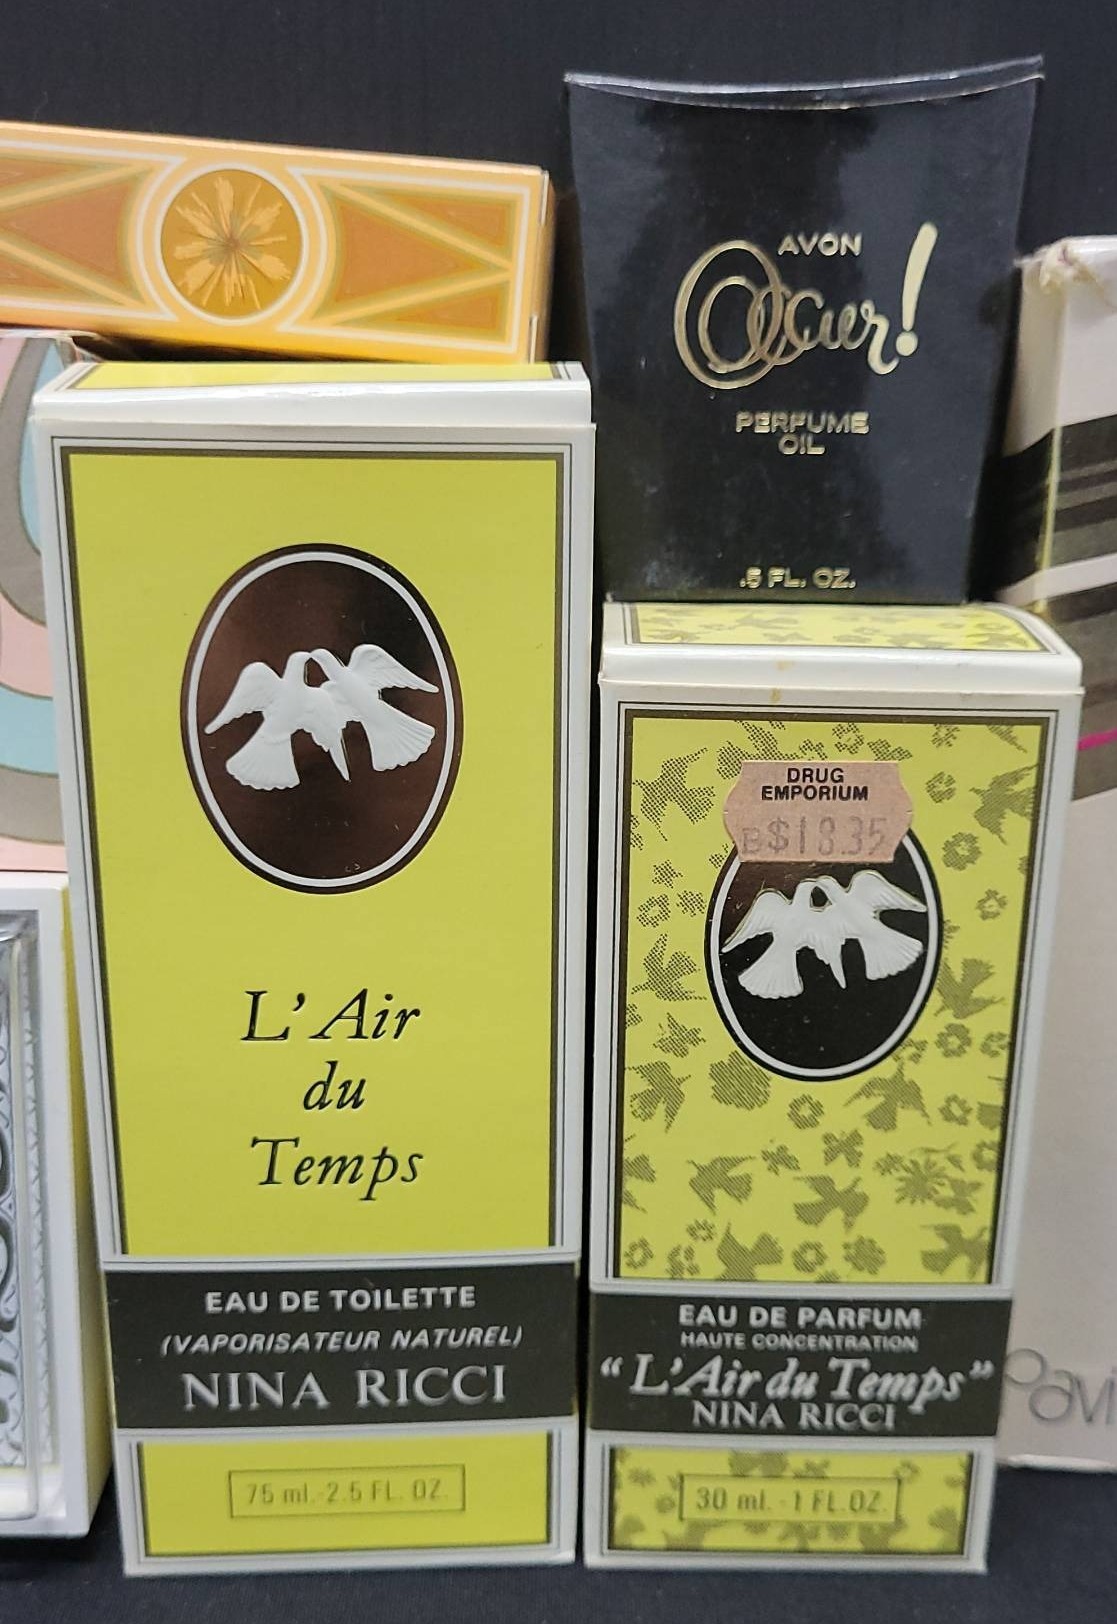 AVON
Occur!
PERFUME
OIL
.5 FL. OZ.
L'Air
du
Temps
EAU DE TOILETTE
(VAPORISATEUR NATUREL)
NINA RICCI
75 ml.-2.5 FL. OZ.
DRUG
EMPORIUM
B$18.35
EAU DE PARFUM
HAUTE CONCENTRATION
"L'Air du Temps"
NINA RICCI
30 ml. - 1 FL.OZ.